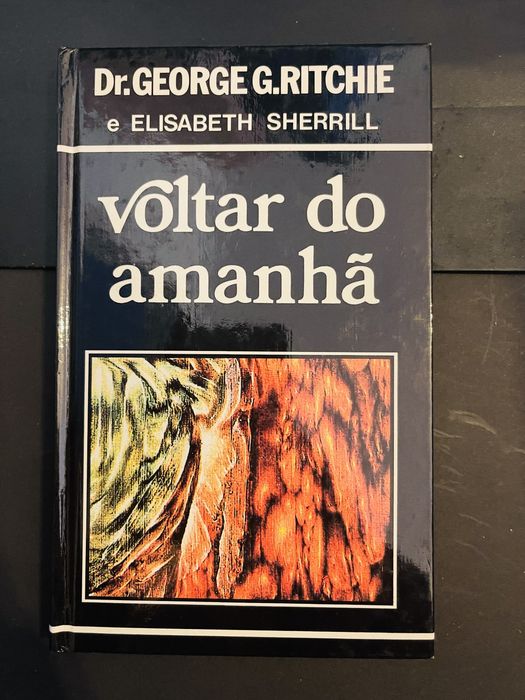 Dr. GEORGE G. RITCHIE
e ELISABETH SHERRILL
voltar do
amanhã